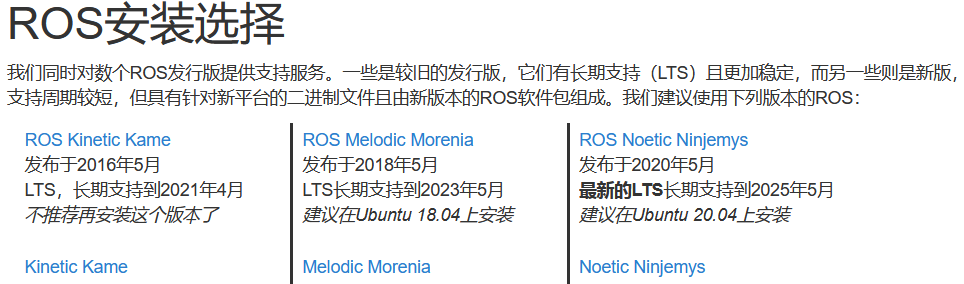 ROS安装选择
我们同时对数个ROS发行版提供支持服务。一些是较旧的发行版，它们有长期支持（LTS）且更加稳定，而另一些则是新版，
支持周期较短，但具有针对新平台的二进制文件且由新版本的ROS软件包组成。我们建议使用下列版本的ROS：
ROS Kinetic Kame
发布于2016年5月
LTS，长期支持到2021年4月
不推荐再安装这个版本了
Kinetic Kame
ROS Melodic Morenia
发布于2018年5月
LTS长期支持到2023年5月
建议在Ubuntu 18.04上安装
Melodic Morenia
ROS Noetic Ninjemys
发布于2020年5月
最新的LTS长期支持到2025年5月
建议在Ubuntu 20.04上安装
Noetic Ninjemys